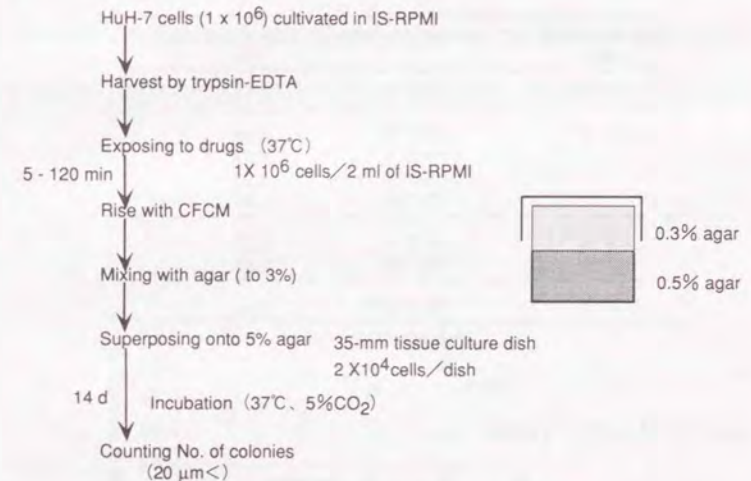 HuH-7 cells (1 x 10⁶) cultivated in IS-RPMI
Harvest by trypsin-EDTA
Exposing to drugs (37℃)
5 - 120 min
1X 10⁶ cells／2 ml of IS-RPMI
Rise with CFCM
0.3% agar
Mixing with agar ( to 3%)
0.5% agar
Superposing onto 5% agar
35-mm tissue culture dish
2 X10⁴cells／dish
14 d
Incubation (37℃、5%CO₂)
Counting No. of colonies
(20 μm<)